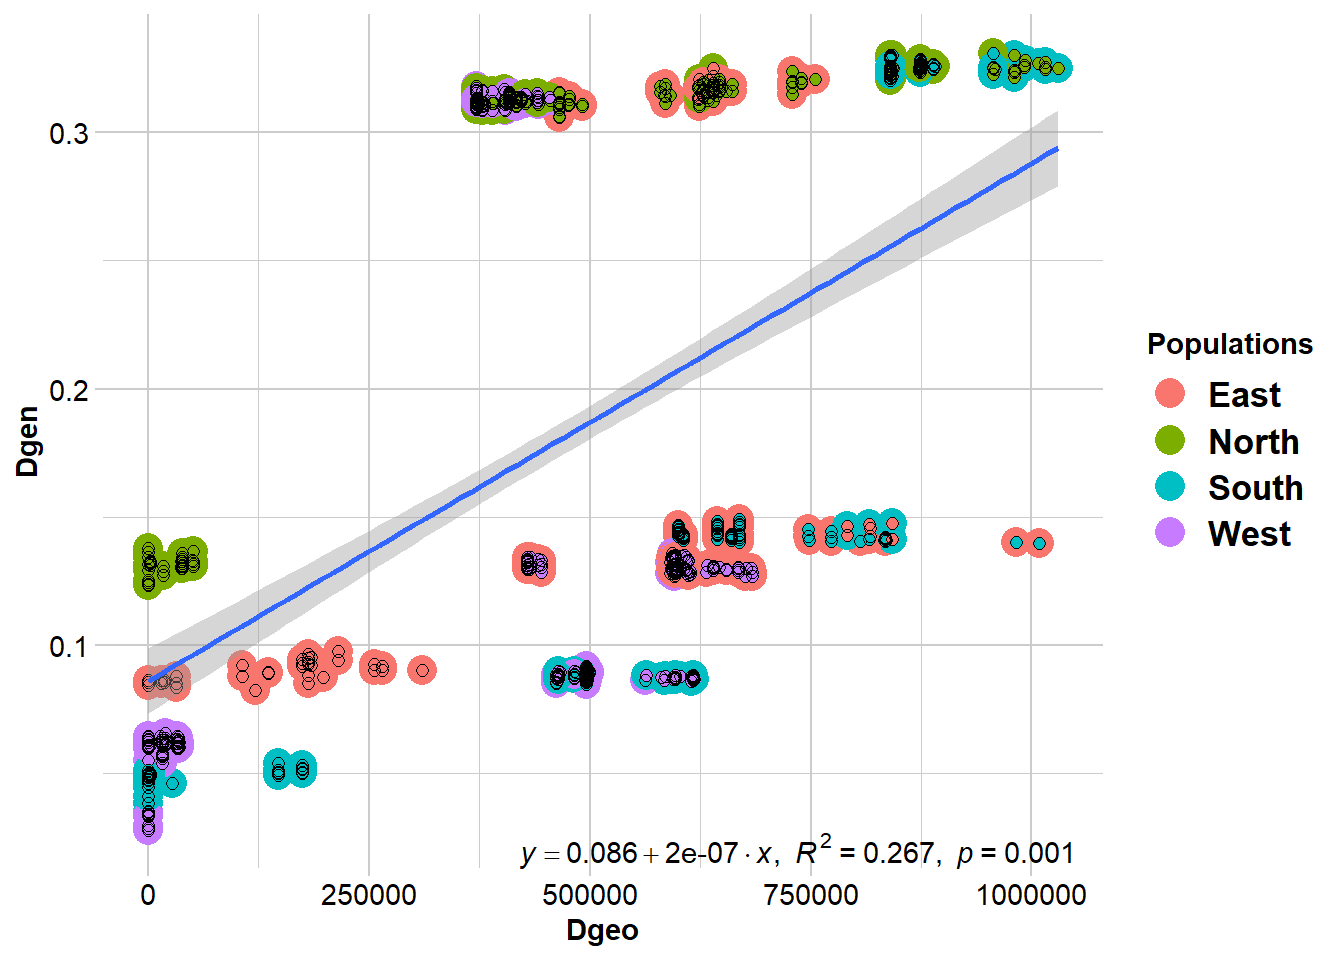 0.3
0.2
0.1
Dgen
y = 0.086 + 2e-07 · x, R² = 0.267, p = 0.001
0 250000 500000 750000 1000000
Dgeo
Populations
East
North
South
West